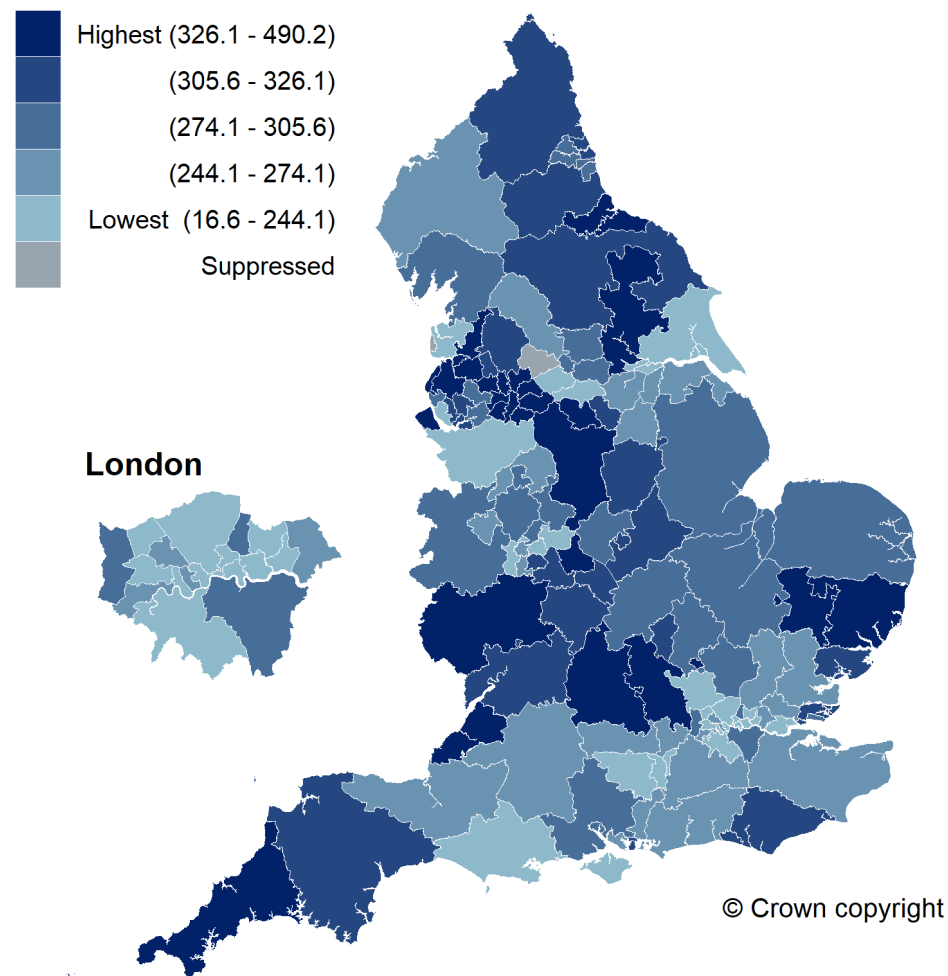 Highest (326.1 - 490.2)
(305.6 - 326.1)
(274.1 - 305.6)
(244.1 - 274.1)
Lowest (16.6 - 244.1)
Suppressed
London
© Crown copyright